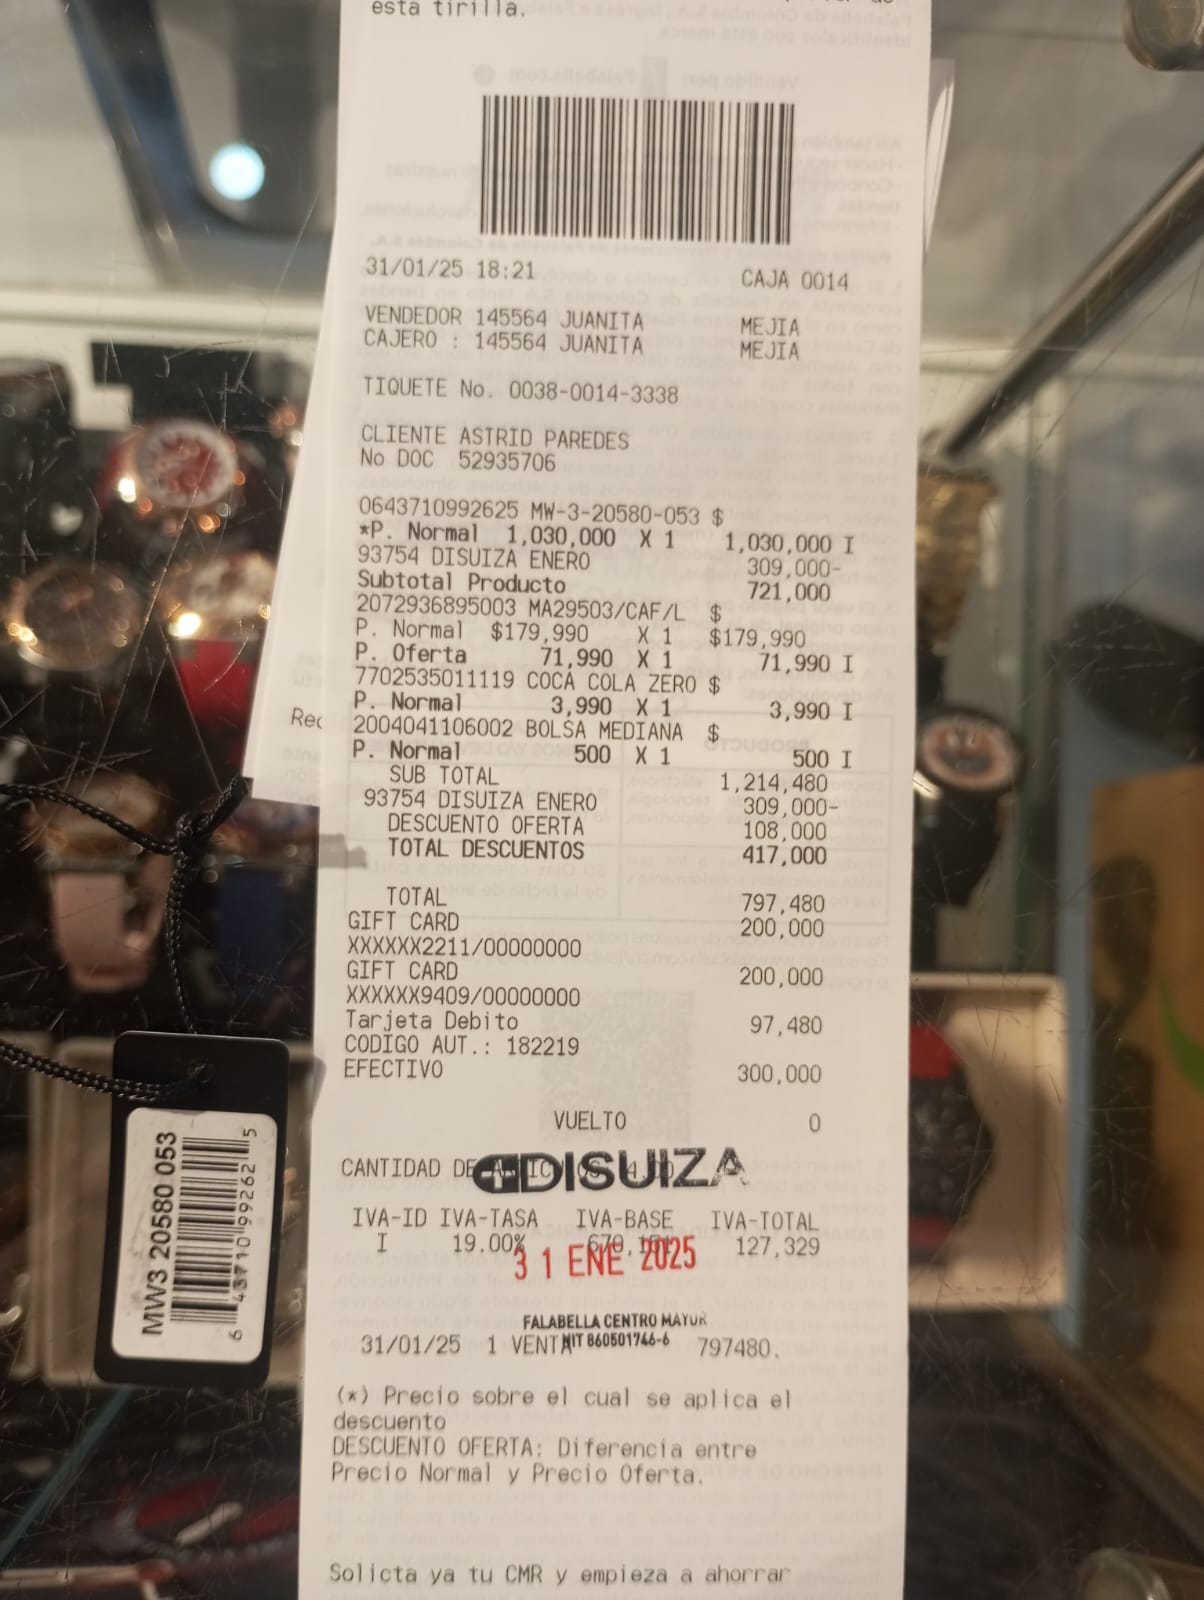 esta tirilla.
31/01/25 18:21 CAJA 0014
VENDEDOR 145564 JUANITA MEJIA
CAJERO : 145564 JUANITA MEJIA
TIQUETE No. 0038-0014-3338
CLIENTE ASTRID PAREDES
No DOC 52935706
0643710992625 MW-3-20580-053 $
*P. Normal 1,030,000 X 1 1,030,000 I
93754 DISUIZA ENERO 309,000-
Subtotal Producto 721,000
2072936895003 MA29503/CAF/L $
P. Normal $179,990 X 1 $179,990
P. Oferta 71,990 X 1 71,990 I
7702535011119 COCA COLA ZERO $
P. Normal 3,990 X 1 3,990 I
2004041106002 BOLSA MEDIANA $
P. Normal 500 X 1 500 I
SUB TOTAL 1,214,480
93754 DISUIZA ENERO 309,000-
DESCUENTO OFERTA 108,000
TOTAL DESCUENTOS 417,000
TOTAL 797,480
GIFT CARD 200,000
XXXXXX2211/00000000
GIFT CARD 200,000
XXXXXX9409/00000000
Tarjeta Debito 97,480
CODIGO AUT.: 182219
EFECTIVO 300,000
VUELTO 0
CANTIDAD DE
DISUIZA
IVA-ID IVA-TASA IVA-BASE IVA-TOTAL
I 19.00% 127,329
31 ENE 2025
FALABELLA CENTRO MAYOR
NIT 860501746-6
31/01/25 1 VENTA 797480.
(*) Precio sobre el cual se aplica el
descuento
DESCUENTO OFERTA: Diferencia entre
Precio Normal y Precio Oferta.
Solicta ya tu CMR y empieza a ahorrar
Rec
MW3 20580 053
6 43710 99262 5